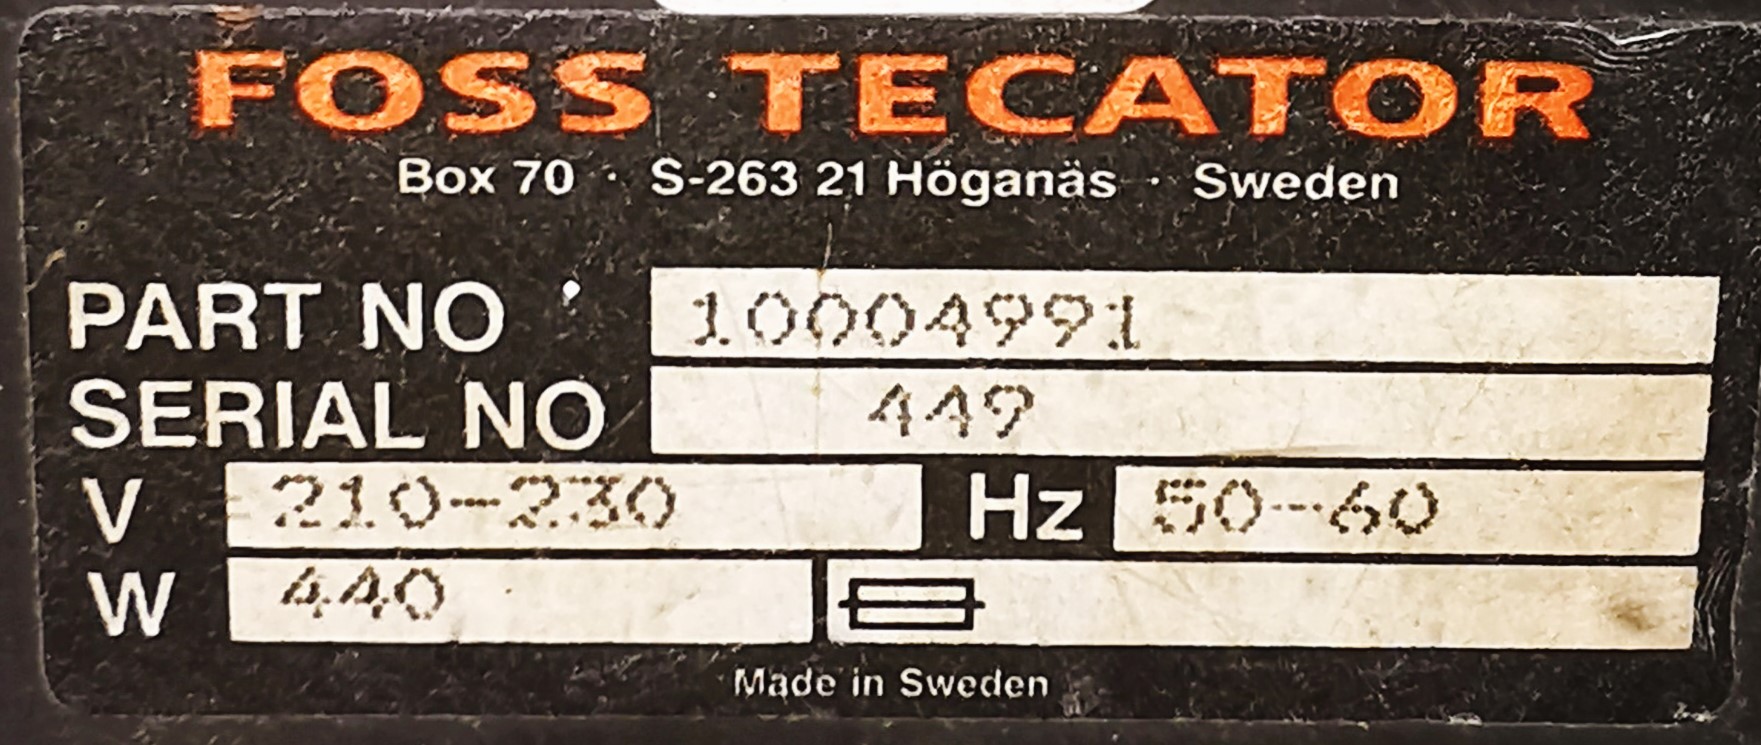 FOSS TECATOR
Box 70 · S-263 21 Höganäs · Sweden
PART NO 10004991
SERIAL NO 449
V 210-230 Hz 50-60
W 440
Made in Sweden